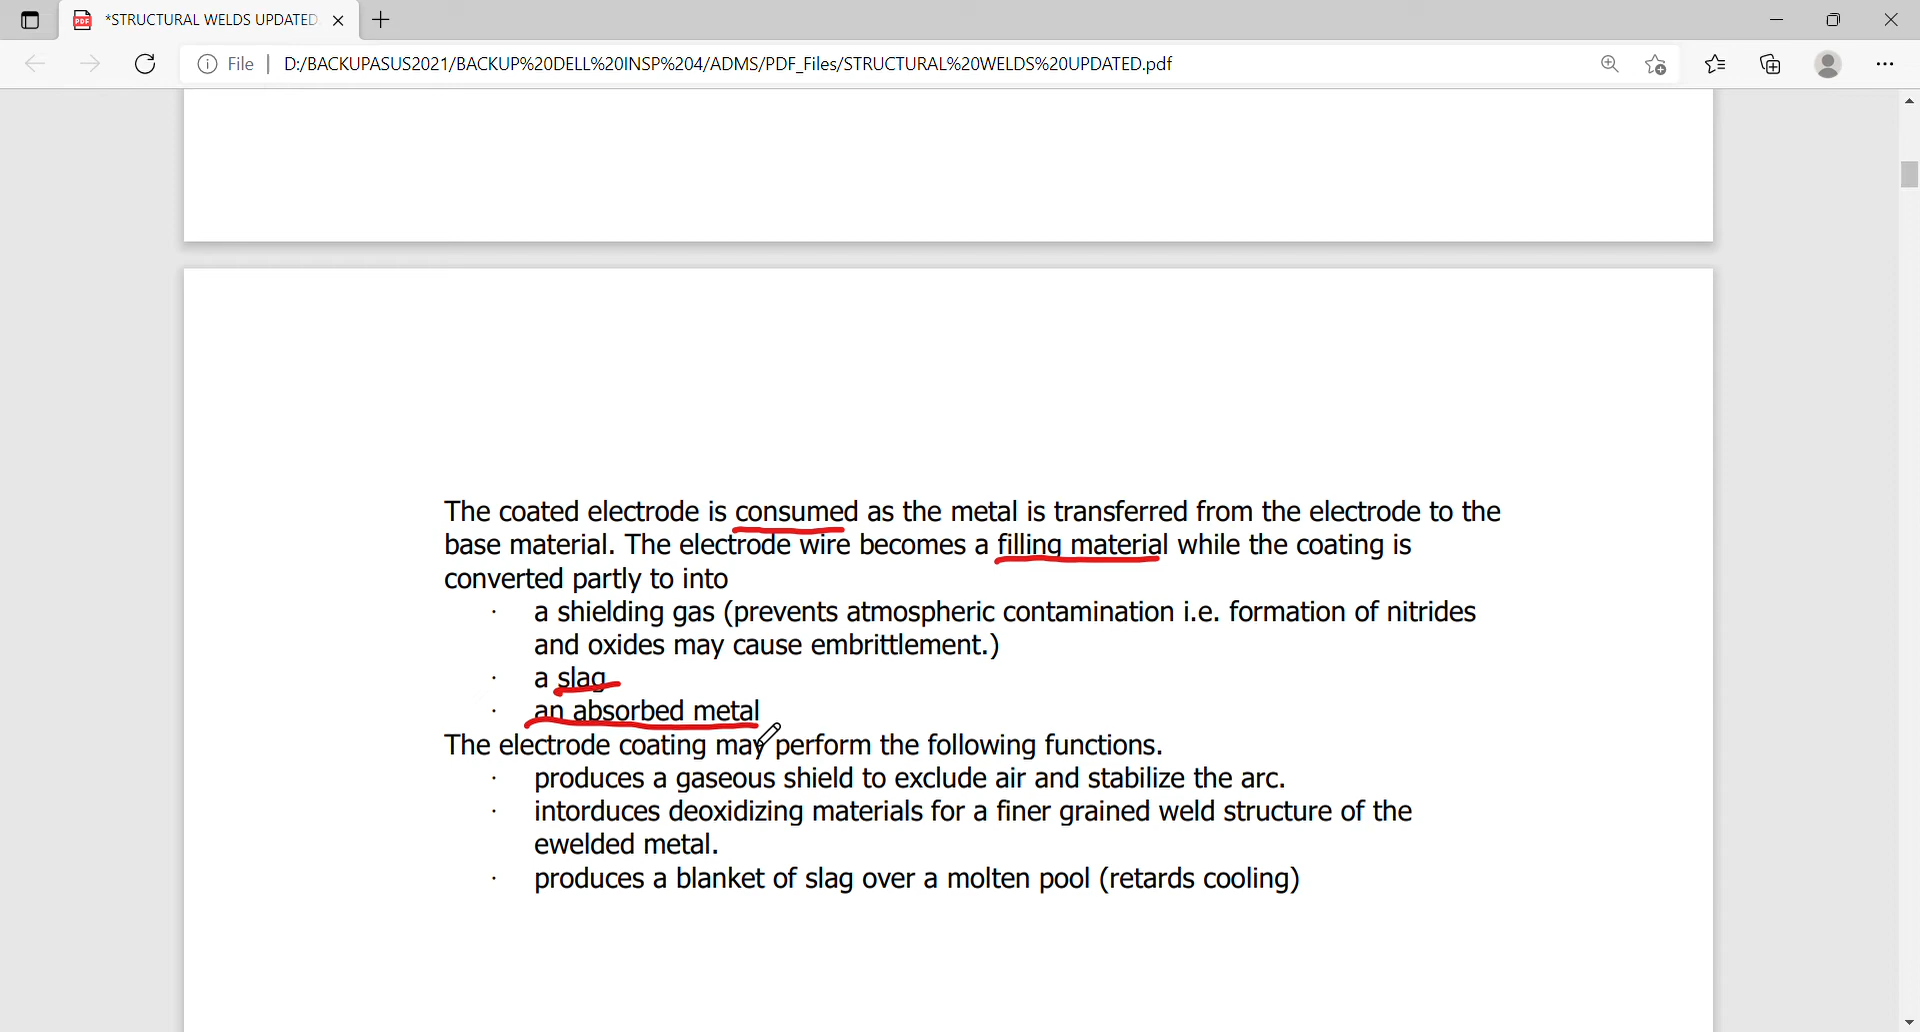 *STRUCTURAL WELDS UPDATED
File | D:/BACKUPASUS2021/BACKUP%20DELL%20INSP%204/ADMS/PDF_Files/STRUCTURAL%20WELDS%20UPDATED.pdf
The coated electrode is consumed as the metal is transferred from the electrode to the
base material. The electrode wire becomes a filling material while the coating is
converted partly to into
· a shielding gas (prevents atmospheric contamination i.e. formation of nitrides
and oxides may cause embrittlement.)
· a slag
· an absorbed metal
The electrode coating may perform the following functions.
· produces a gaseous shield to exclude air and stabilize the arc.
· intorduces deoxidizing materials for a finer grained weld structure of the
ewelded metal.
· produces a blanket of slag over a molten pool (retards cooling)